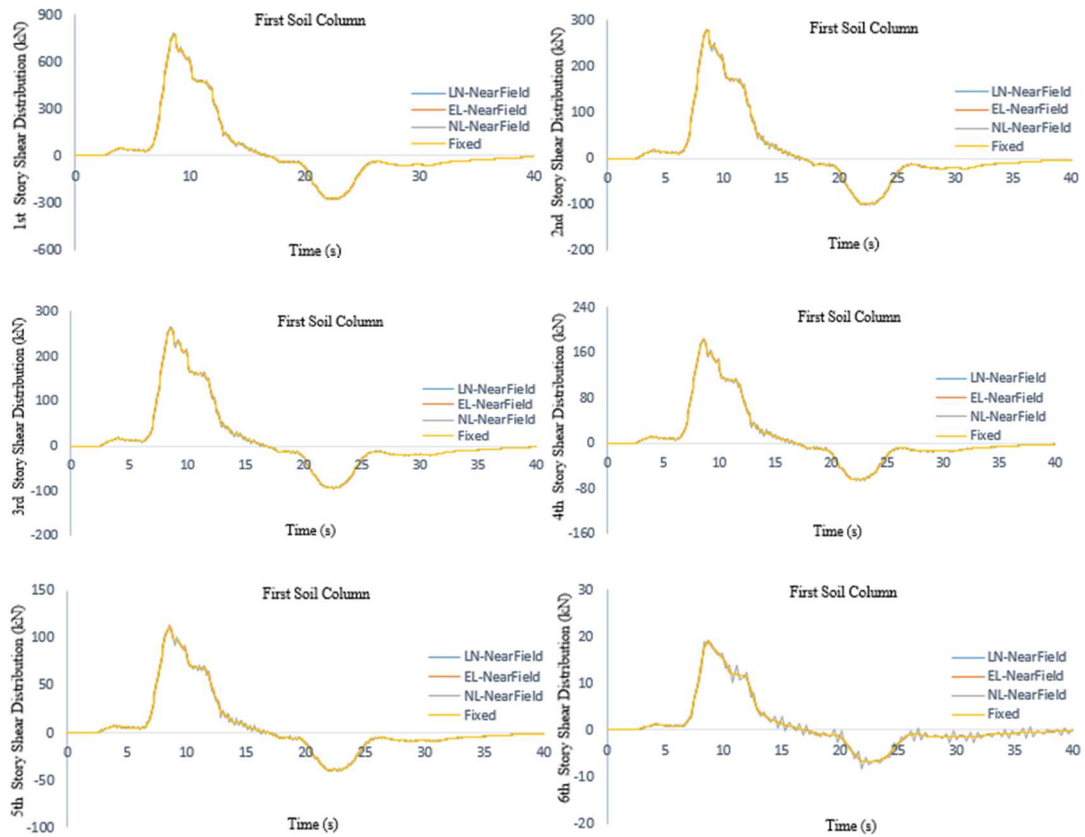 First Soil Column
1st Story Shear Distribution (kN)
900
600
300
0
-300
-600
0
10
20
30
40
LN-NearField
EL-NearField
NL-NearField
Fixed
Time (s)
First Soil Column
2nd Story Shear Distribution (kN)
300
200
100
0
-100
-200
0
5
10
15
20
25
30
35
40
LN-NearField
EL-NearField
NL-NearField
Fixed
Time (s)
First Soil Column
3rd Story Shear Distribution (kN)
300
200
100
0
-100
-200
0
5
10
15
20
25
30
35
40
LN-NearField
EL-NearField
NL-NearField
Fixed
Time (s)
First Soil Column
4th Story Shear Distribution (kN)
240
160
80
0
-80
-160
0
5
10
15
20
25
30
35
40
LN-NearField
EL-NearField
NL-NearField
Fixed
Time (s)
First Soil Column
5th Story Shear Distribution (kN)
150
100
50
0
-50
-100
0
5
10
15
20
25
30
35
40
LN-NearField
EL-NearField
NL-NearField
Fixed
Time (s)
First Soil Column
6th Story Shear Distribution (kN)
30
20
10
0
-10
-20
0
5
10
15
20
25
30
35
40
LN-NearField
EL-NearField
NL-NearField
Fixed
Time (s)